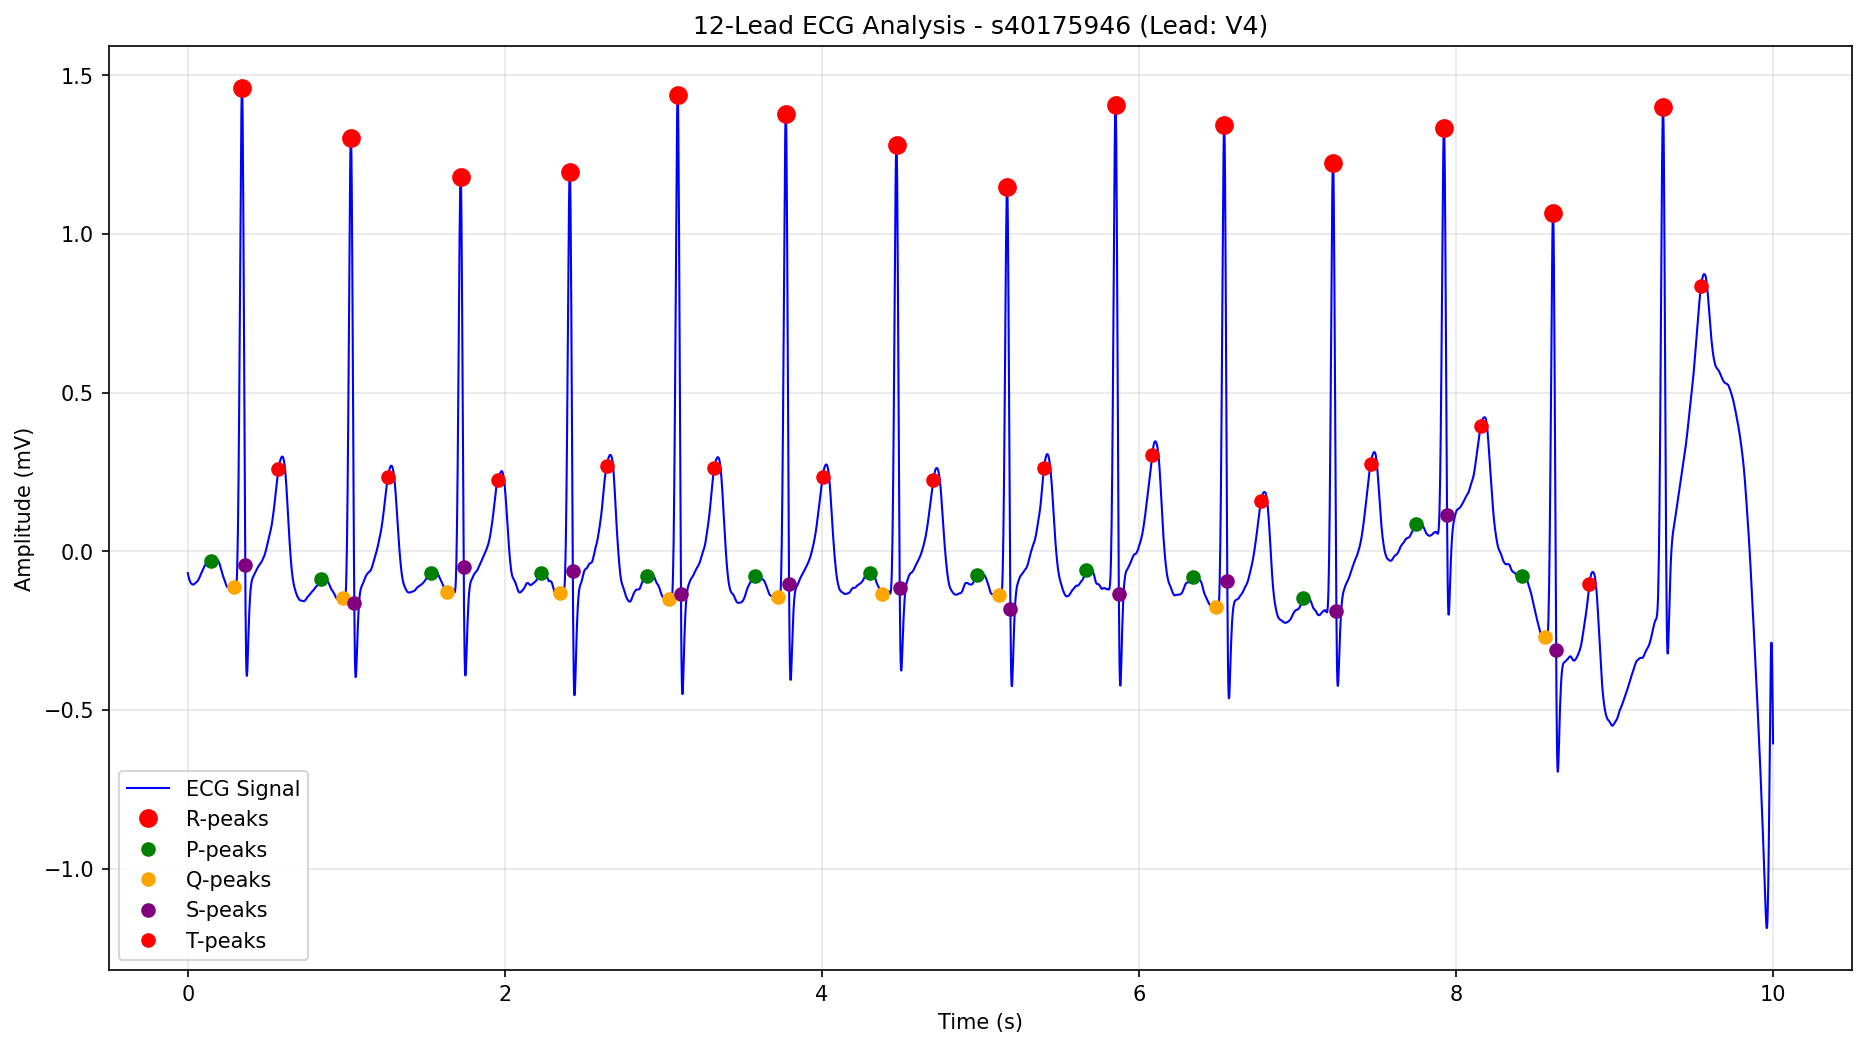 12-Lead ECG Analysis - s40175946 (Lead: V4)
Amplitude (mV)
1.5
1.0
0.5
0.0
−0.5
−1.0
ECG Signal
R-peaks
P-peaks
Q-peaks
S-peaks
T-peaks
0 2 4 6 8 10
Time (s)